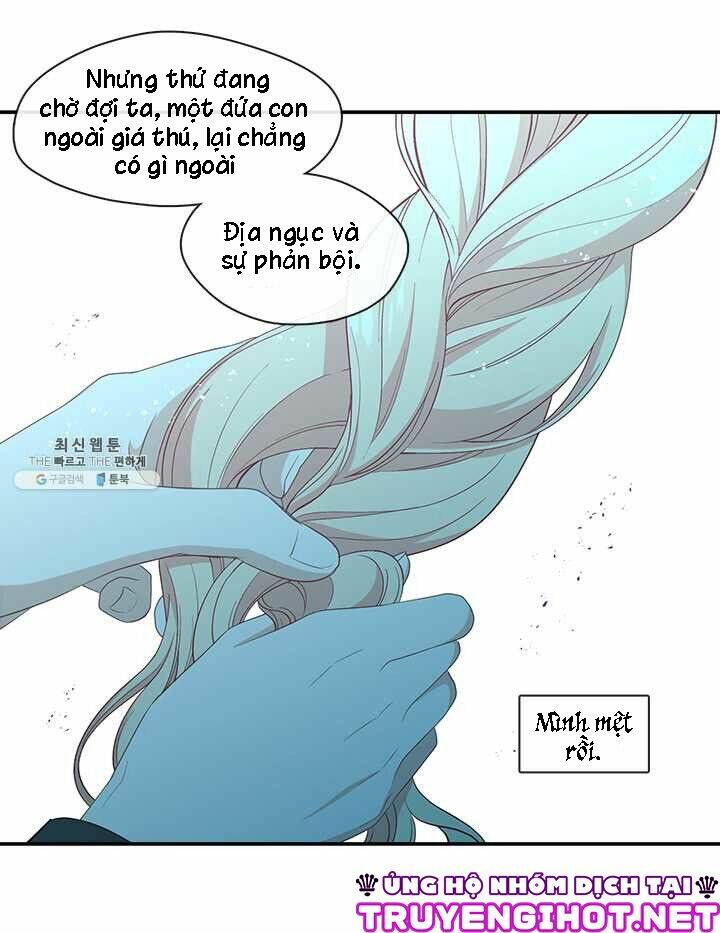 Nhưng thứ đang
chờ đợi ta, một đứa con
ngoài giá thú, lại chẳng
có gì ngoài
Địa ngục và
sự phản bội.
최신웹툰
THE 빠르고 THE 편하게
구글검색 툰북
Mình mệt
rồi.
ỦNG HỘ NHÓM DỊCH TẠI
TRUYENGIHOT.NET